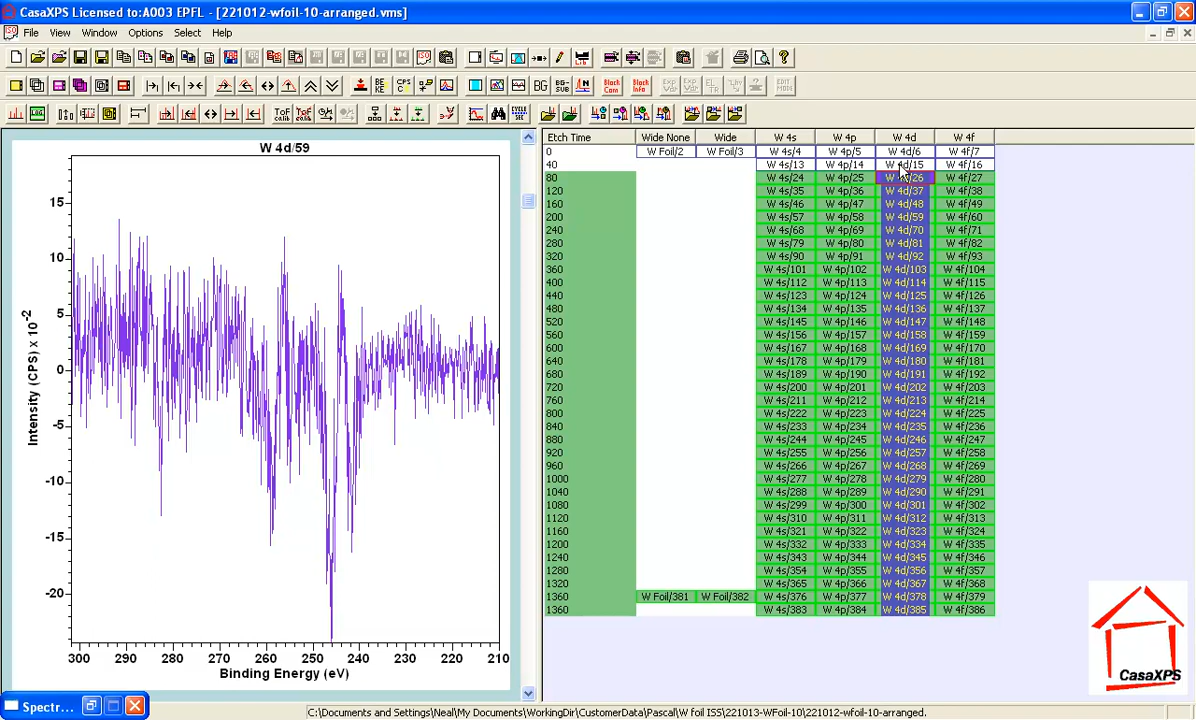 CasaXPS Licensed to:A003 EPFL - [221012-wfoil-10-arranged.vms]
File View Window Options Select Help
W 4d/59
Intensity (CPS) x 10⁻²
15
10
5
0
-5
-10
-15
-20
300 290 280 270 260 250 240 230 220 210
Binding Energy (eV)
Etch Time Wide None Wide W 4s W 4p W 4d W 4f
0 W Foil/2 W Foil/3 W 4s/4 W 4p/5 W 4d/6 W 4f/7
40 W 4s/13 W 4p/14 W 4d/15 W 4f/16
80 W 4s/24 W 4p/25 W 4d/26 W 4f/27
120 W 4s/35 W 4p/36 W 4d/37 W 4f/38
160 W 4s/46 W 4p/47 W 4d/48 W 4f/49
200 W 4s/57 W 4p/58 W 4d/59 W 4f/60
240 W 4s/68 W 4p/69 W 4d/70 W 4f/71
280 W 4s/79 W 4p/80 W 4d/81 W 4f/82
320 W 4s/90 W 4p/91 W 4d/92 W 4f/93
360 W 4s/101 W 4p/102 W 4d/103 W 4f/104
400 W 4s/112 W 4p/113 W 4d/114 W 4f/115
440 W 4s/123 W 4p/124 W 4d/125 W 4f/126
480 W 4s/134 W 4p/135 W 4d/136 W 4f/137
520 W 4s/145 W 4p/146 W 4d/147 W 4f/148
560 W 4s/156 W 4p/157 W 4d/158 W 4f/159
600 W 4s/167 W 4p/168 W 4d/169 W 4f/170
640 W 4s/178 W 4p/179 W 4d/180 W 4f/181
680 W 4s/189 W 4p/190 W 4d/191 W 4f/192
720 W 4s/200 W 4p/201 W 4d/202 W 4f/203
760 W 4s/211 W 4p/212 W 4d/213 W 4f/214
800 W 4s/222 W 4p/223 W 4d/224 W 4f/225
840 W 4s/233 W 4p/234 W 4d/235 W 4f/236
880 W 4s/244 W 4p/245 W 4d/246 W 4f/247
920 W 4s/255 W 4p/256 W 4d/257 W 4f/258
960 W 4s/266 W 4p/267 W 4d/268 W 4f/269
1000 W 4s/277 W 4p/278 W 4d/279 W 4f/280
1040 W 4s/288 W 4p/289 W 4d/290 W 4f/291
1080 W 4s/299 W 4p/300 W 4d/301 W 4f/302
1120 W 4s/310 W 4p/311 W 4d/312 W 4f/313
1160 W 4s/321 W 4p/322 W 4d/323 W 4f/324
1200 W 4s/332 W 4p/333 W 4d/334 W 4f/335
1240 W 4s/343 W 4p/344 W 4d/345 W 4f/346
1280 W 4s/354 W 4p/355 W 4d/356 W 4f/357
1320 W 4s/365 W 4p/366 W 4d/367 W 4f/368
1360 W Foil/381 W Foil/382 W 4s/376 W 4p/377 W 4d/378 W 4f/379
1360 W 4s/383 W 4p/384 W 4d/385 W 4f/386
CasaXPS
Spectr...
C:\Documents and Settings\Neal\My Documents\WorkingDir\CustomerData\Pascal\W foil ISS\221013-WFoil-10\221012-wfoil-10-arranged.